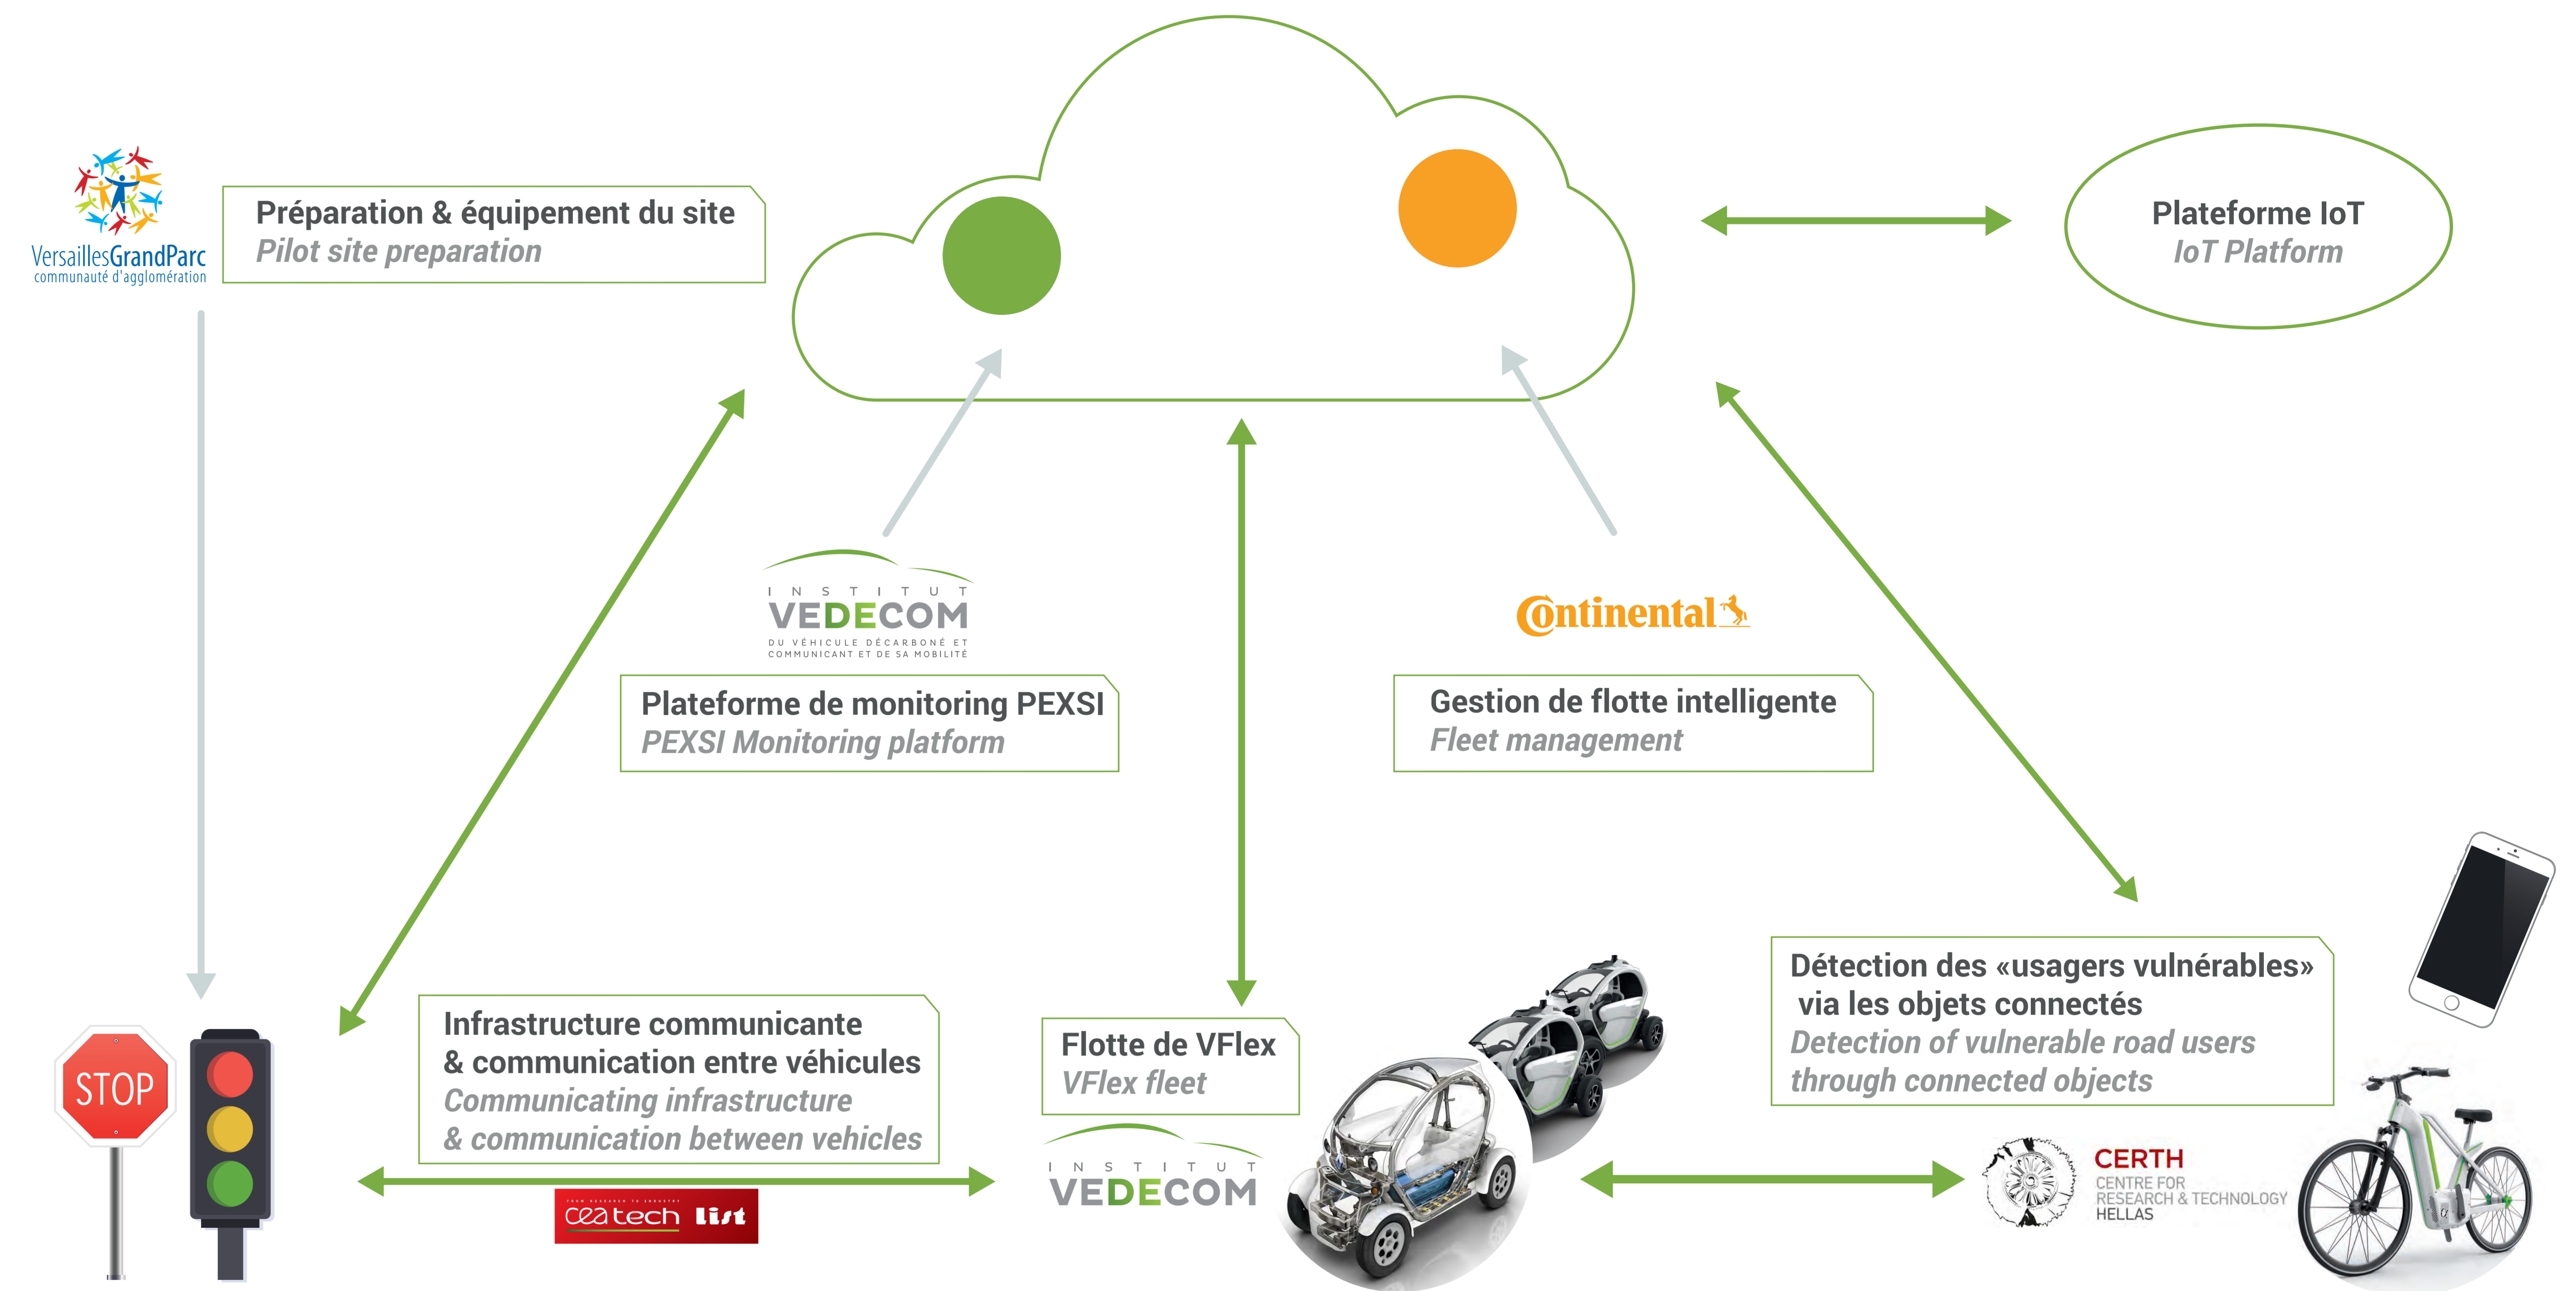 VersaillesGrandParc
communauté d'agglomération
Préparation & équipement du site
Pilot site preparation
Plateforme IoT
IoT Platform
INSTITUT
VEDECOM
DU VÉHICULE DÉCARBONÉ ET
COMMUNICANT ET DE SA MOBILITÉ
Plateforme de monitoring PEXSI
PEXSI Monitoring platform
Continental
Gestion de flotte intelligente
Fleet management
STOP
Infrastructure communicante
& communication entre véhicules
Communicating infrastructure
& communication between vehicles
FROM RESEARCH TO INDUSTRY
ceatech list
Flotte de VFlex
VFlex fleet
INSTITUT
VEDECOM
Détection des «usagers vulnérables»
via les objets connectés
Detection of vulnerable road users
through connected objects
CERTH
CENTRE FOR
RESEARCH & TECHNOLOGY
HELLAS